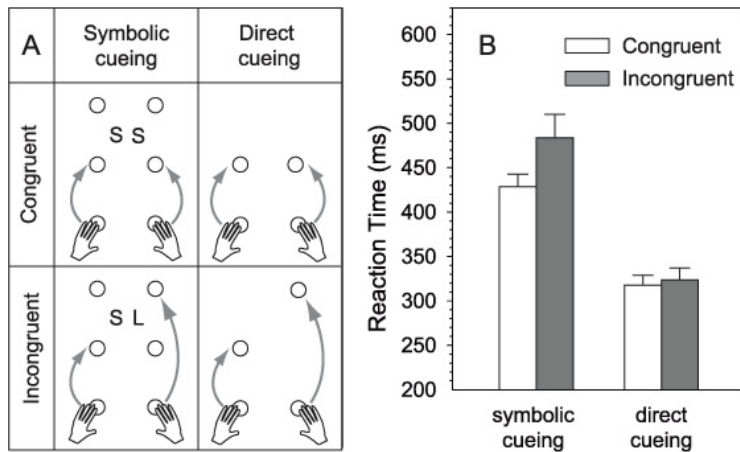 A
Symbolic
cueing
Direct
cueing
Congruent
S S
Incongruent
S L
B
Congruent
Incongruent
Reaction Time (ms)
600
550
500
450
400
350
300
250
200
symbolic
cueing
direct
cueing